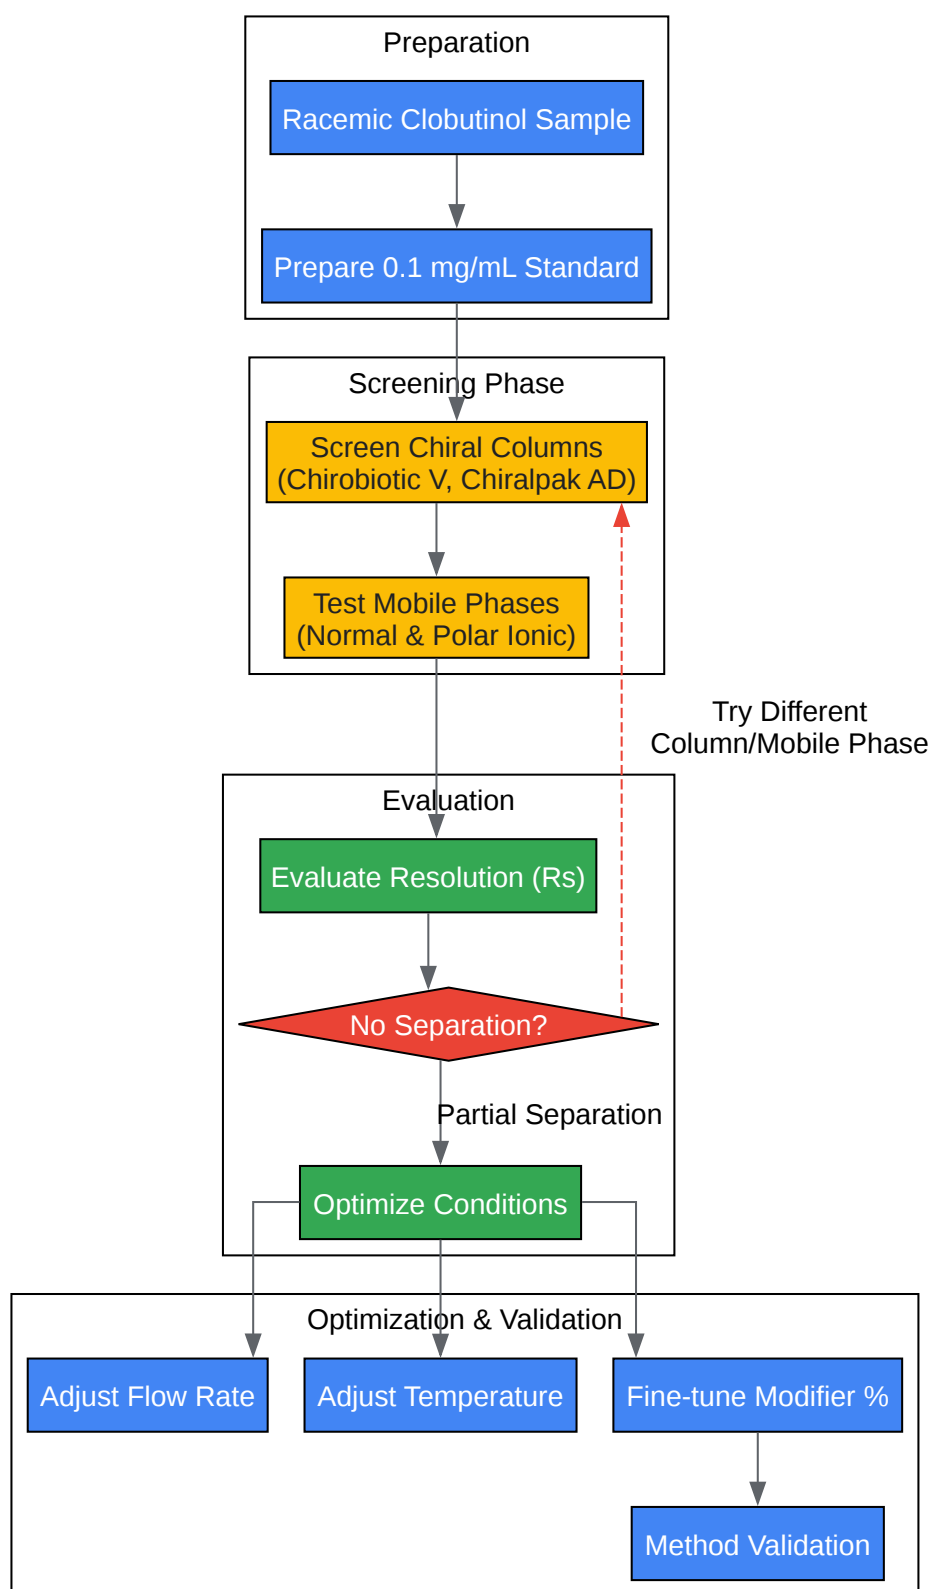 Preparation
Racemic Clobutinol Sample
Prepare 0.1 mg/mL Standard
Screening Phase
Screen Chiral Columns
(Chirobiotic V, Chiralpak AD)
Test Mobile Phases
(Normal & Polar Ionic)
Try Different
Column/Mobile Phase
Evaluation
Evaluate Resolution (Rs)
No Separation?
Partial Separation
Optimize Conditions
Optimization & Validation
Adjust Flow Rate
Adjust Temperature
Fine-tune Modifier %
Method Validation